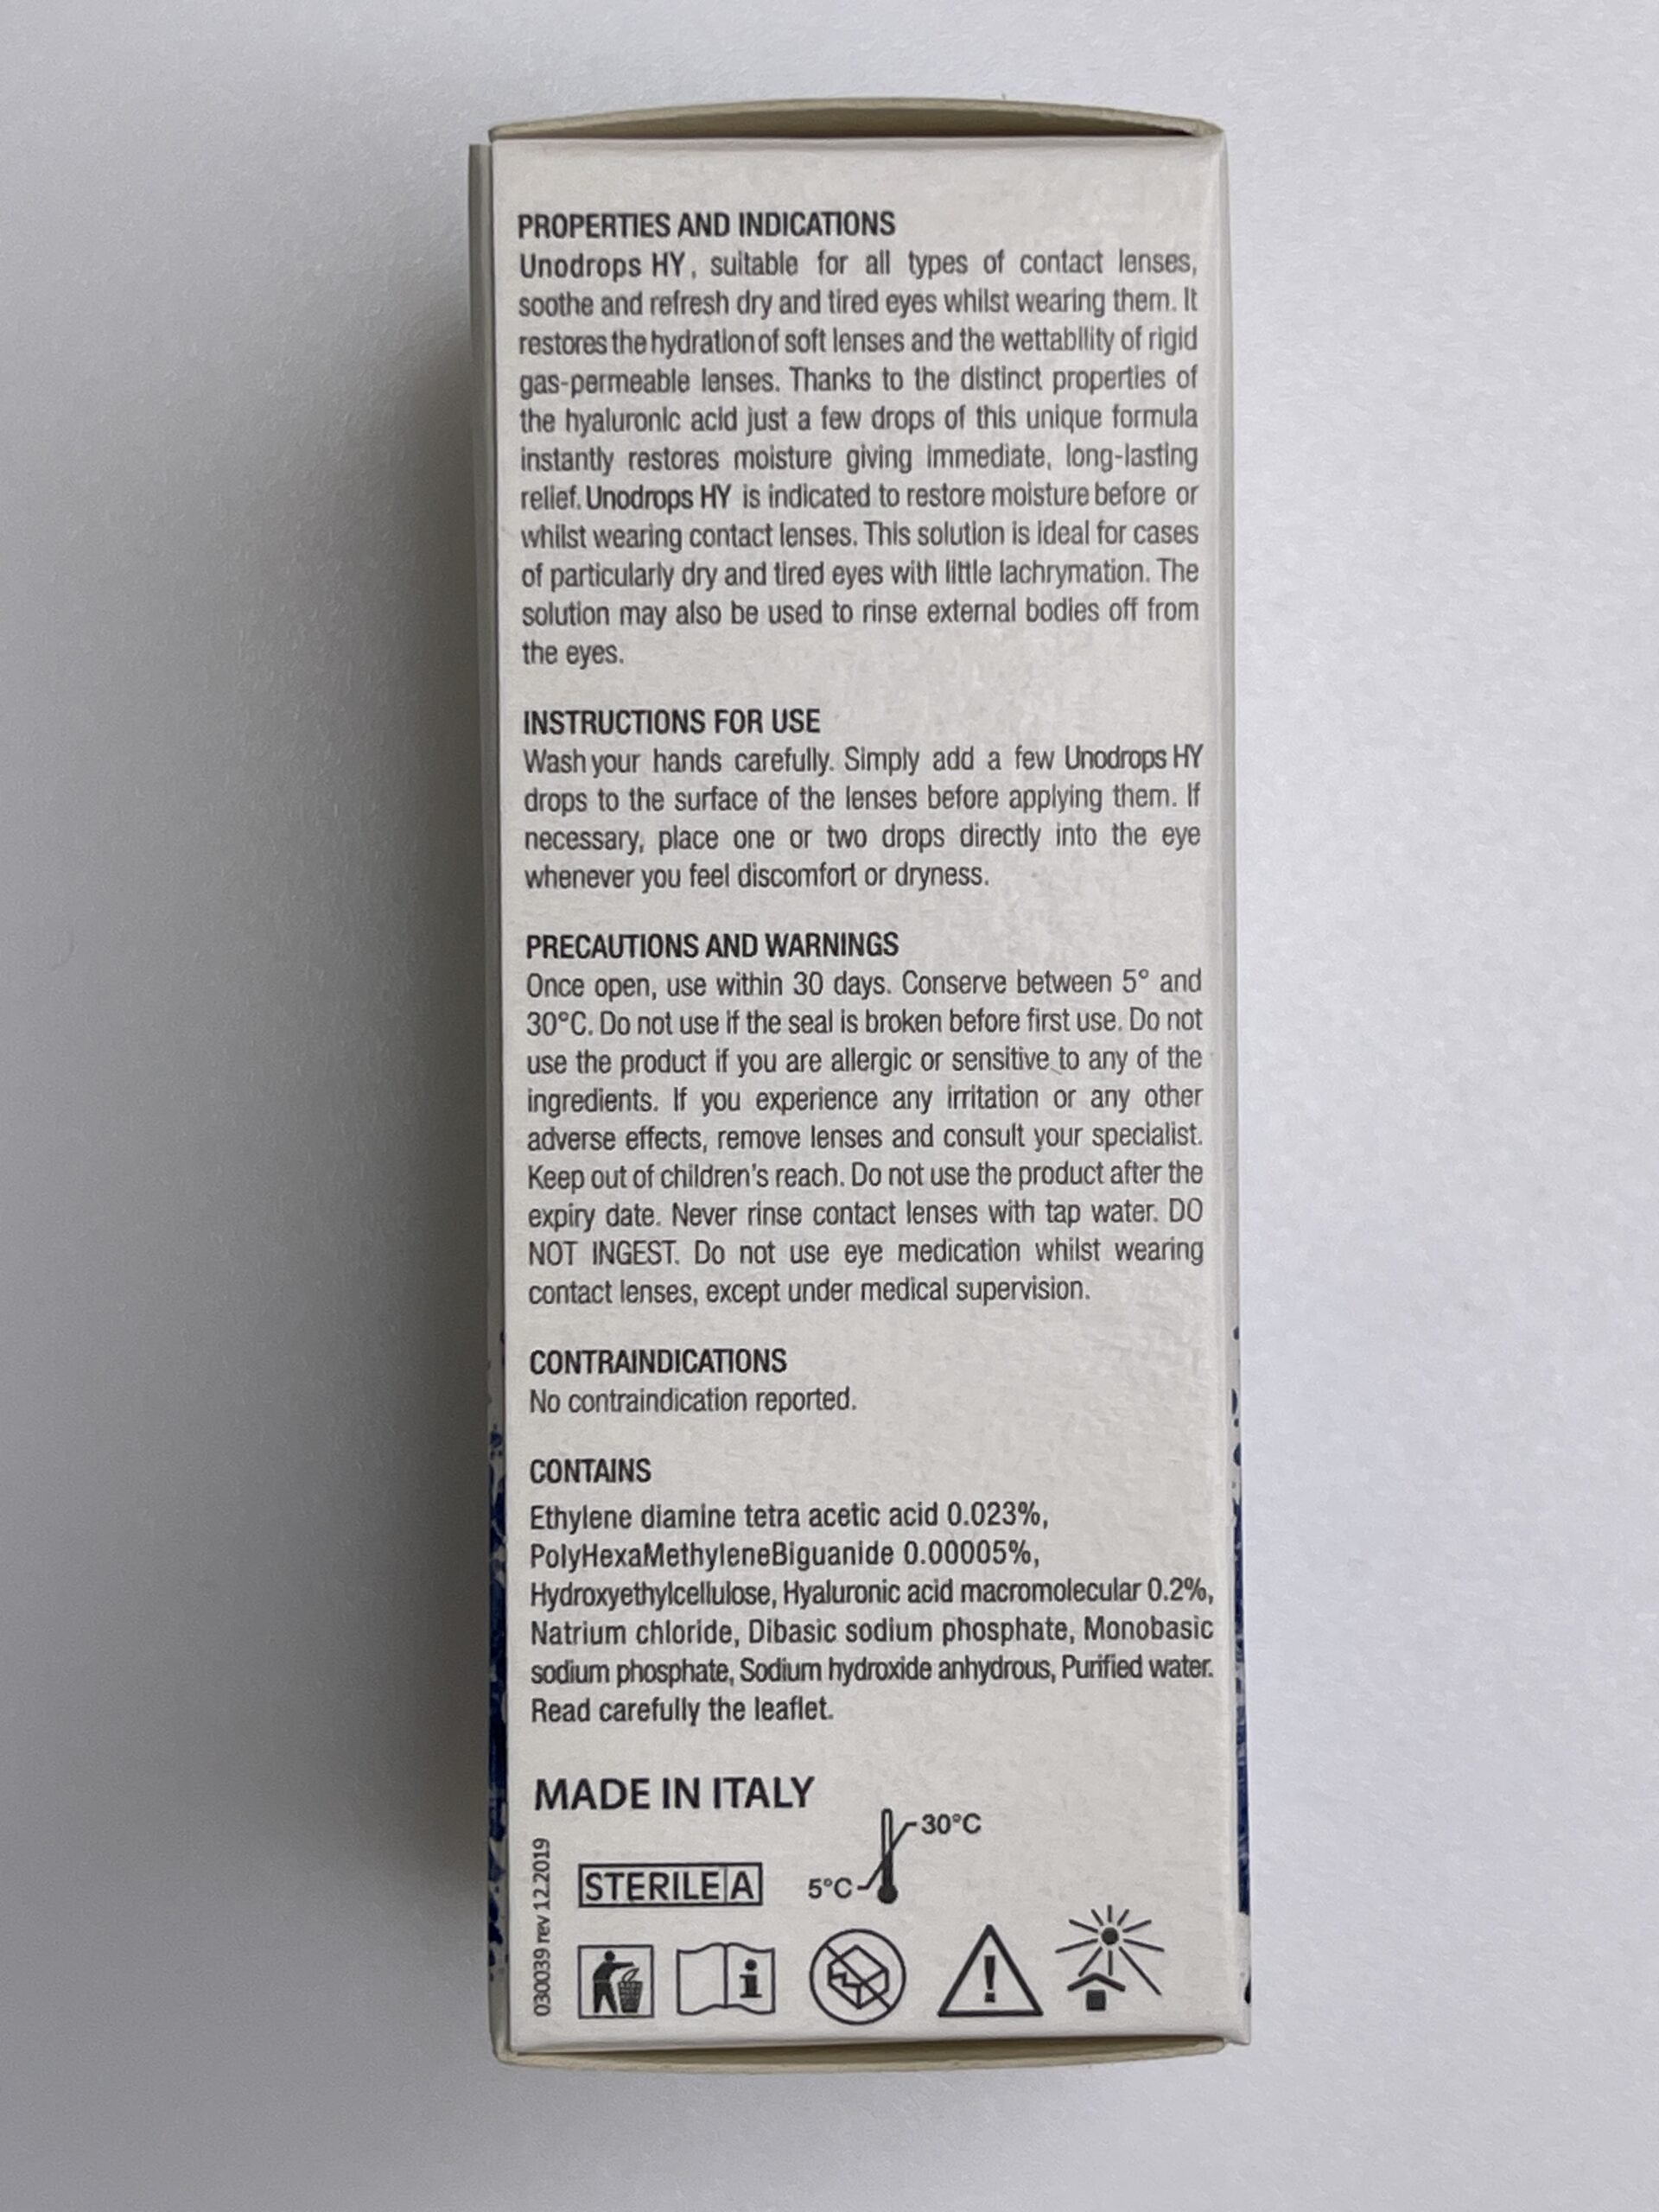 PROPERTIES AND INDICATIONS
Unodrops HY, suitable for all types of contact lenses,
soothe and refresh dry and tired eyes whilst wearing them. It
restores the hydration of soft lenses and the wettability of rigid
gas-permeable lenses. Thanks to the distinct properties of
the hyaluronic acid just a few drops of this unique formula
instantly restores moisture giving immediate, long-lasting
relief. Unodrops HY is indicated to restore moisture before or
whilst wearing contact lenses. This solution is ideal for cases
of particularly dry and tired eyes with little lachrymation. The
solution may also be used to rinse external bodies off from
the eyes.
INSTRUCTIONS FOR USE
Wash your hands carefully. Simply add a few Unodrops HY
drops to the surface of the lenses before applying them. If
necessary, place one or two drops directly into the eye
whenever you feel discomfort or dryness.
PRECAUTIONS AND WARNINGS
Once open, use within 30 days. Conserve between 5° and
30°C. Do not use if the seal is broken before first use. Do not
use the product if you are allergic or sensitive to any of the
ingredients. If you experience any irritation or any other
adverse effects, remove lenses and consult your specialist.
Keep out of children's reach. Do not use the product after the
expiry date. Never rinse contact lenses with tap water. DO
NOT INGEST. Do not use eye medication whilst wearing
contact lenses, except under medical supervision.
CONTRAINDICATIONS
No contraindication reported.
CONTAINS
Ethylene diamine tetra acetic acid 0.023%,
PolyHexaMethyleneBiguanide 0.00005%,
Hydroxyethylcellulose, Hyaluronic acid macromolecular 0.2%,
Natrium chloride, Dibasic sodium phosphate, Monobasic
sodium phosphate, Sodium hydroxide anhydrous, Purified water.
Read carefully the leaflet.
MADE IN ITALY
30°C
5°C
STERILE A
030039 rev 12.2019
i
!